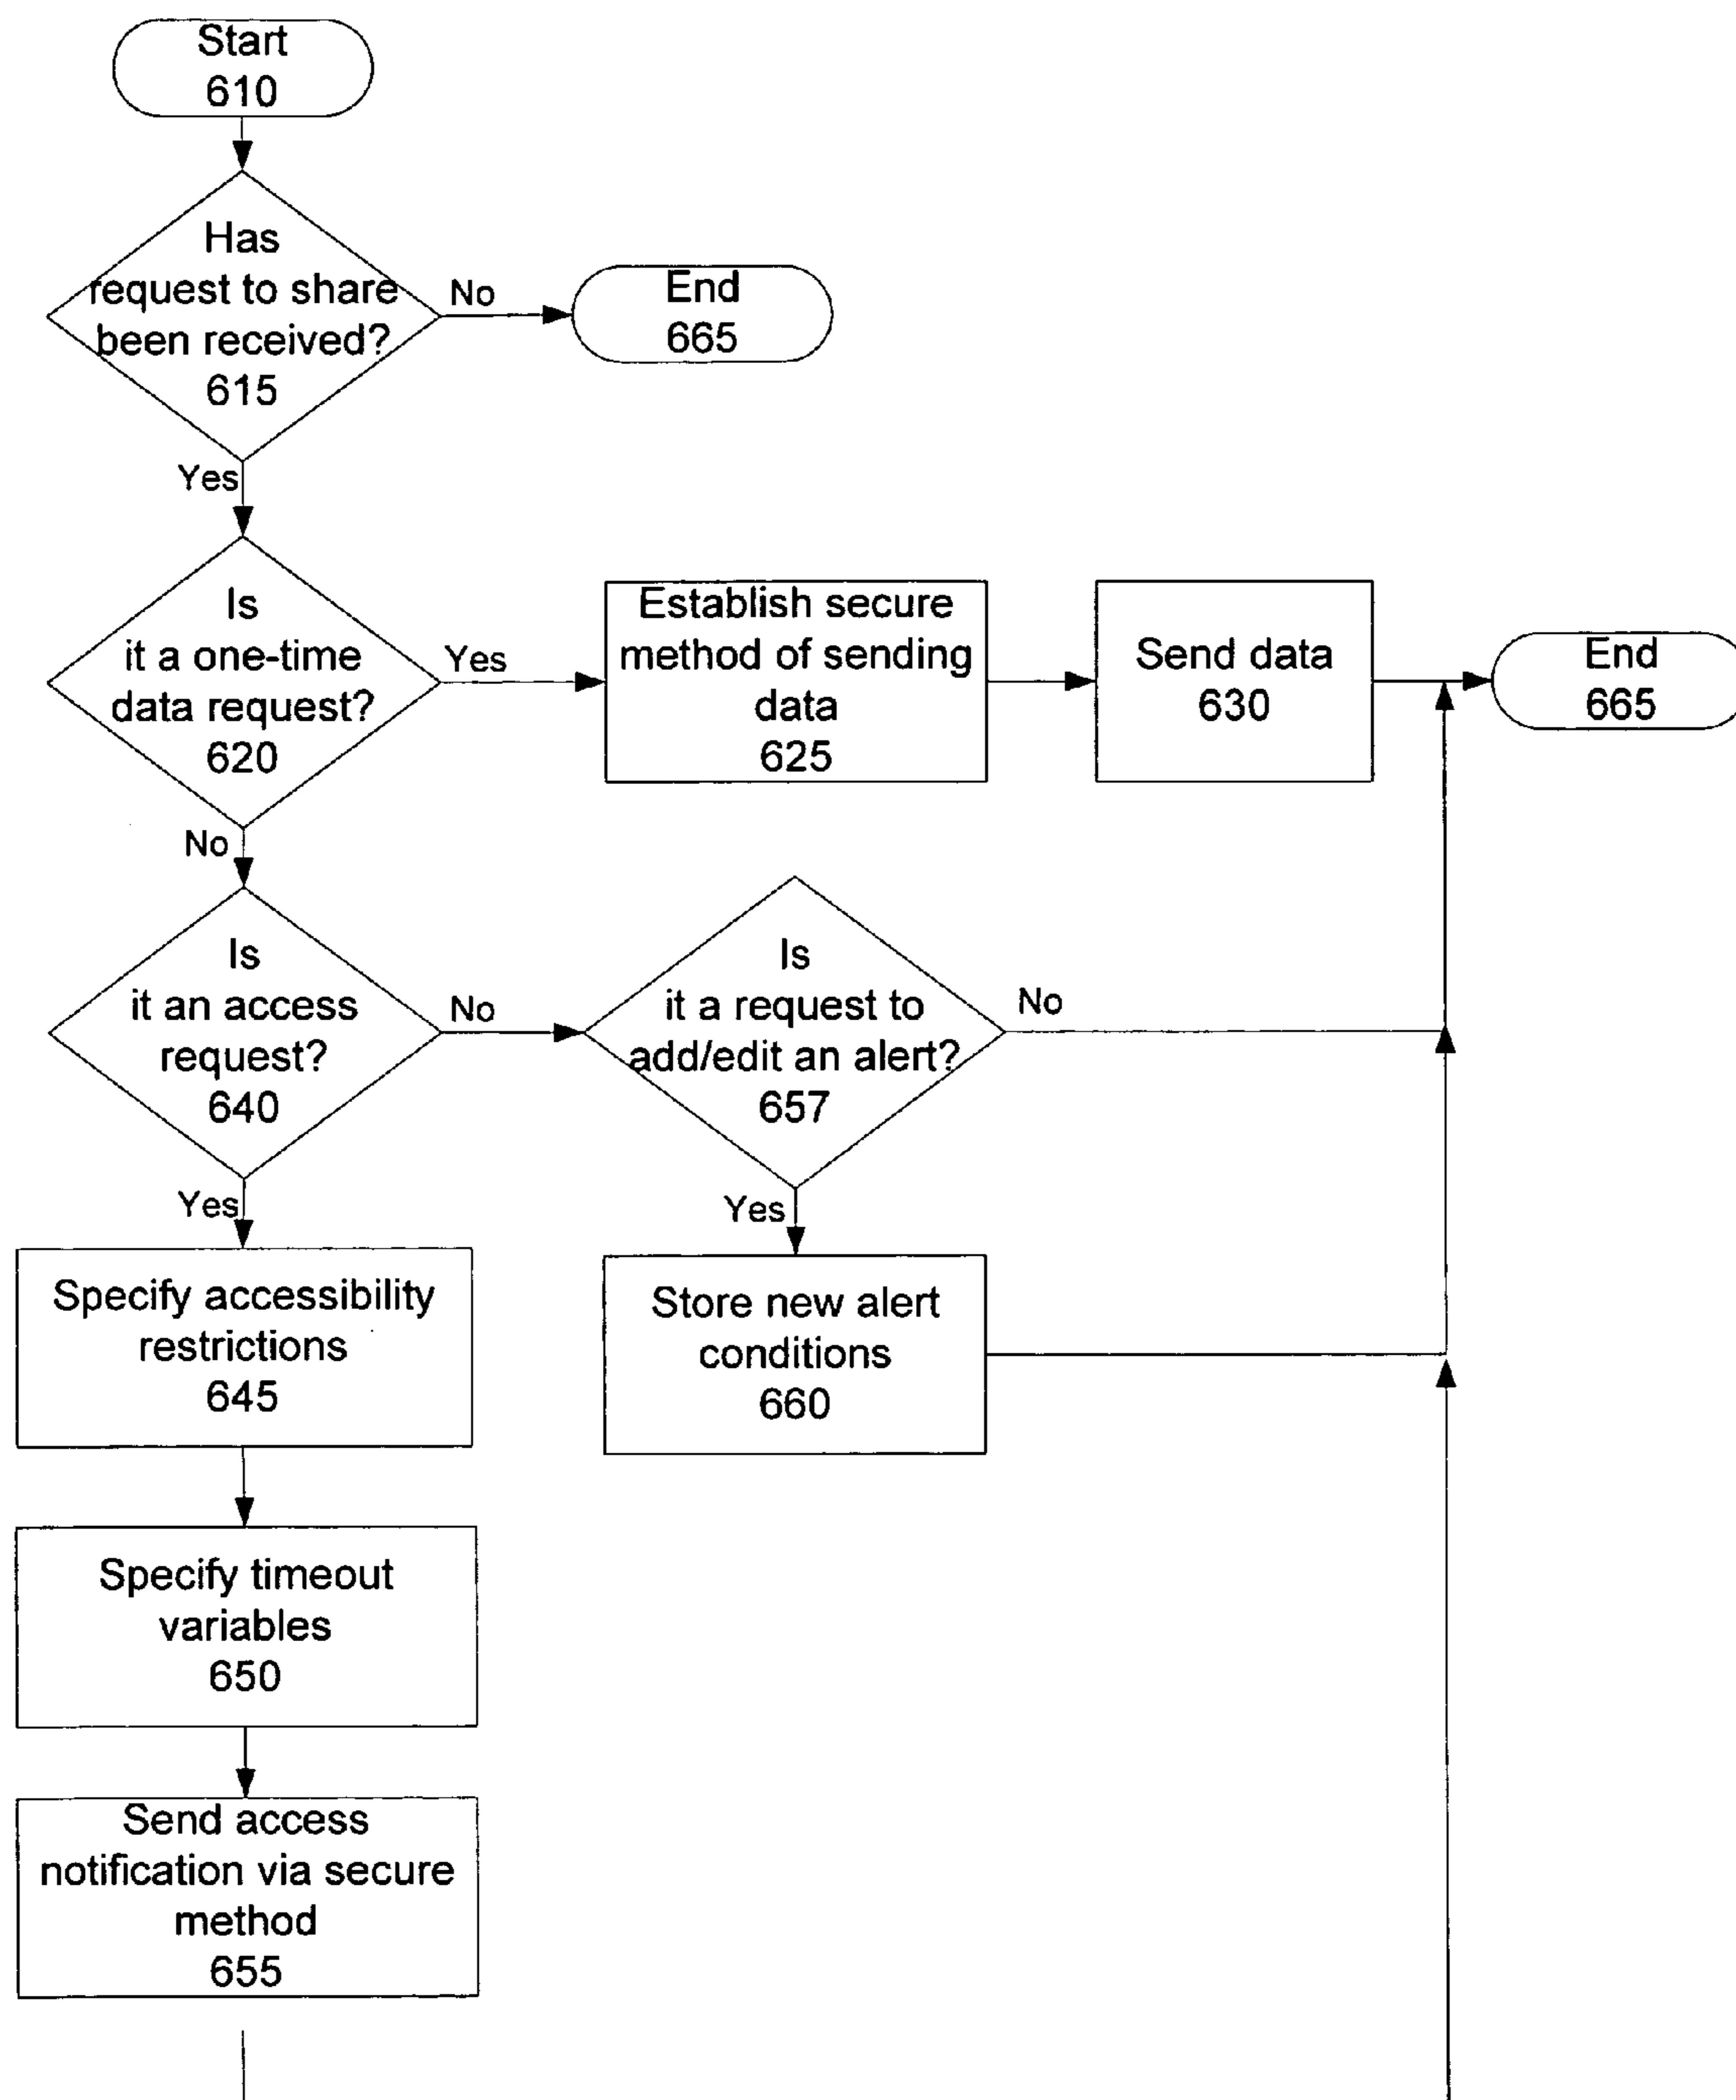 Start
610
Has
request to share
been received?
615
No
End
665
Yes
Is
it a one-time
data request?
620
Yes
Establish secure
method of sending
data
625
Send data
630
End
665
No
Is
it an access
request?
640
No
Is
it a request to
add/edit an alert?
657
No
Yes
Specify accessibility
restrictions
645
Yes
Store new alert
conditions
660
Specify timeout
variables
650
Send access
notification via secure
method
655